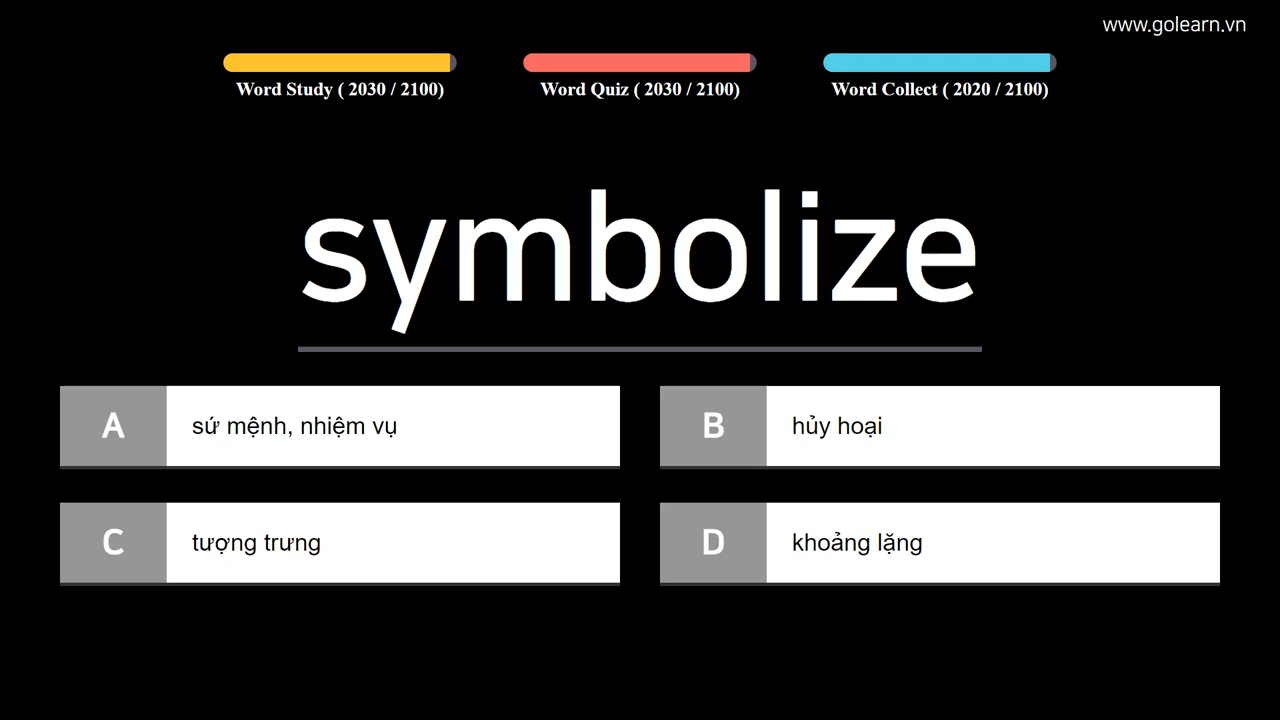 www.golearn.vn
Word Study ( 2030 / 2100)
Word Quiz ( 2030 / 2100)
Word Collect ( 2020 / 2100)
symbolize
A sứ mệnh, nhiệm vụ
B hủy hoại
C tượng trưng
D khoảng lặng